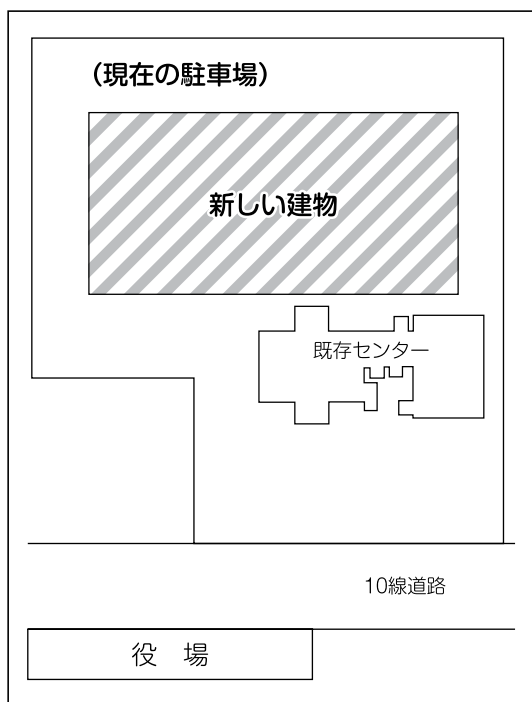 （現在の駐車場）
新しい建物
既存センター
10線道路
役　場